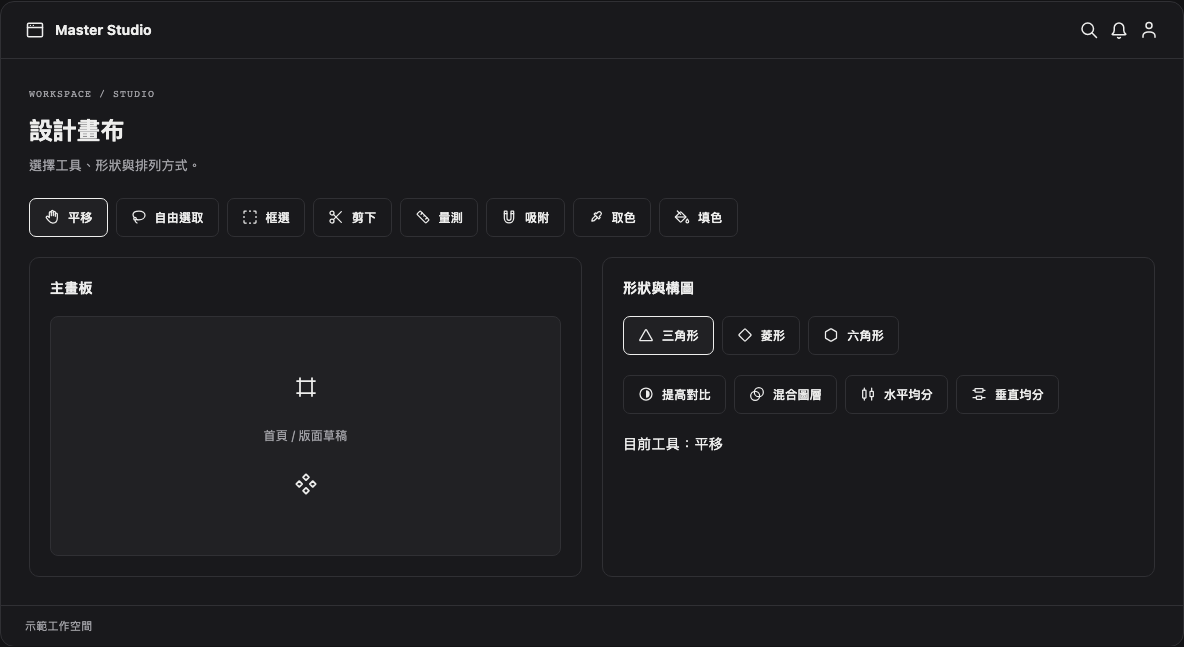 Master Studio
WORKSPACE / STUDIO
設計畫布
選擇工具、形狀與排列方式。
平移 自由選取 框選 剪下 量測 吸附 取色 填色
主畫板
首頁 / 版面草稿
形狀與構圖
三角形 菱形 六角形
提高對比 混合圖層 水平均分 垂直均分
目前工具：平移
示範工作空間